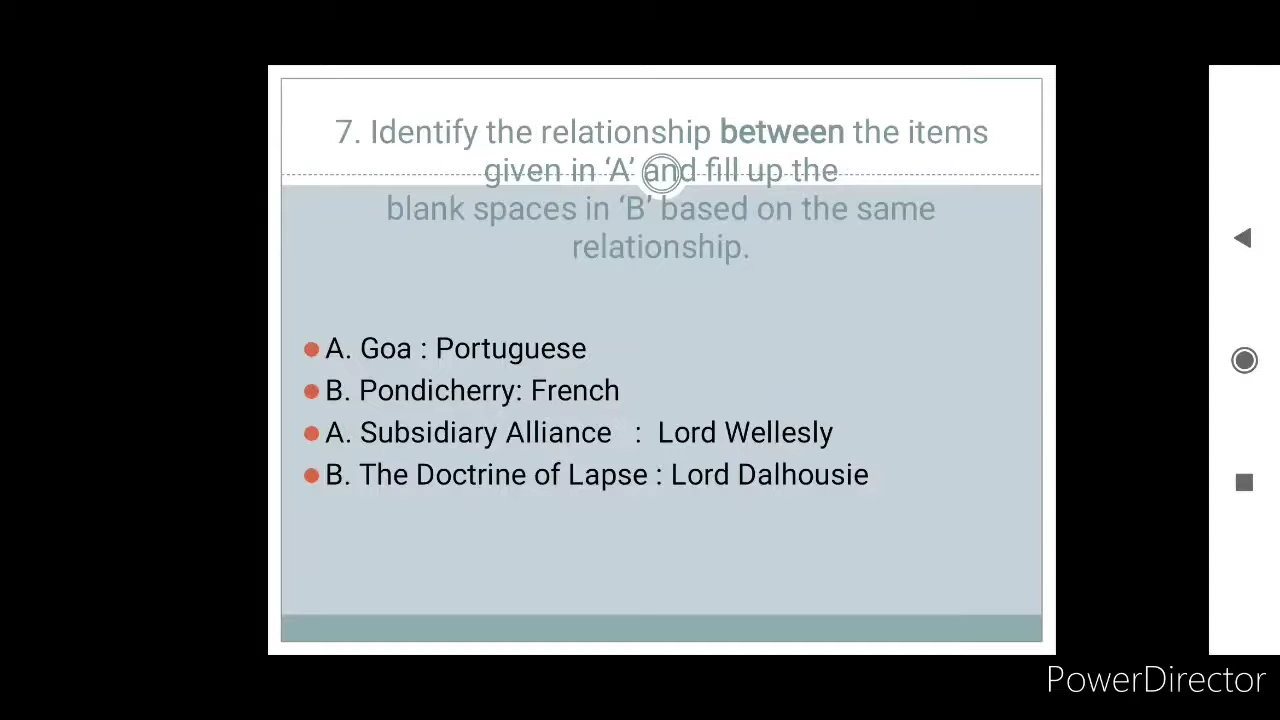 7. Identify the relationship between the items
given in ‘A’ and fill up the
blank spaces in ‘B’ based on the same
relationship.
A. Goa : Portuguese
B. Pondicherry: French
A. Subsidiary Alliance : Lord Wellesly
B. The Doctrine of Lapse : Lord Dalhousie
PowerDirector